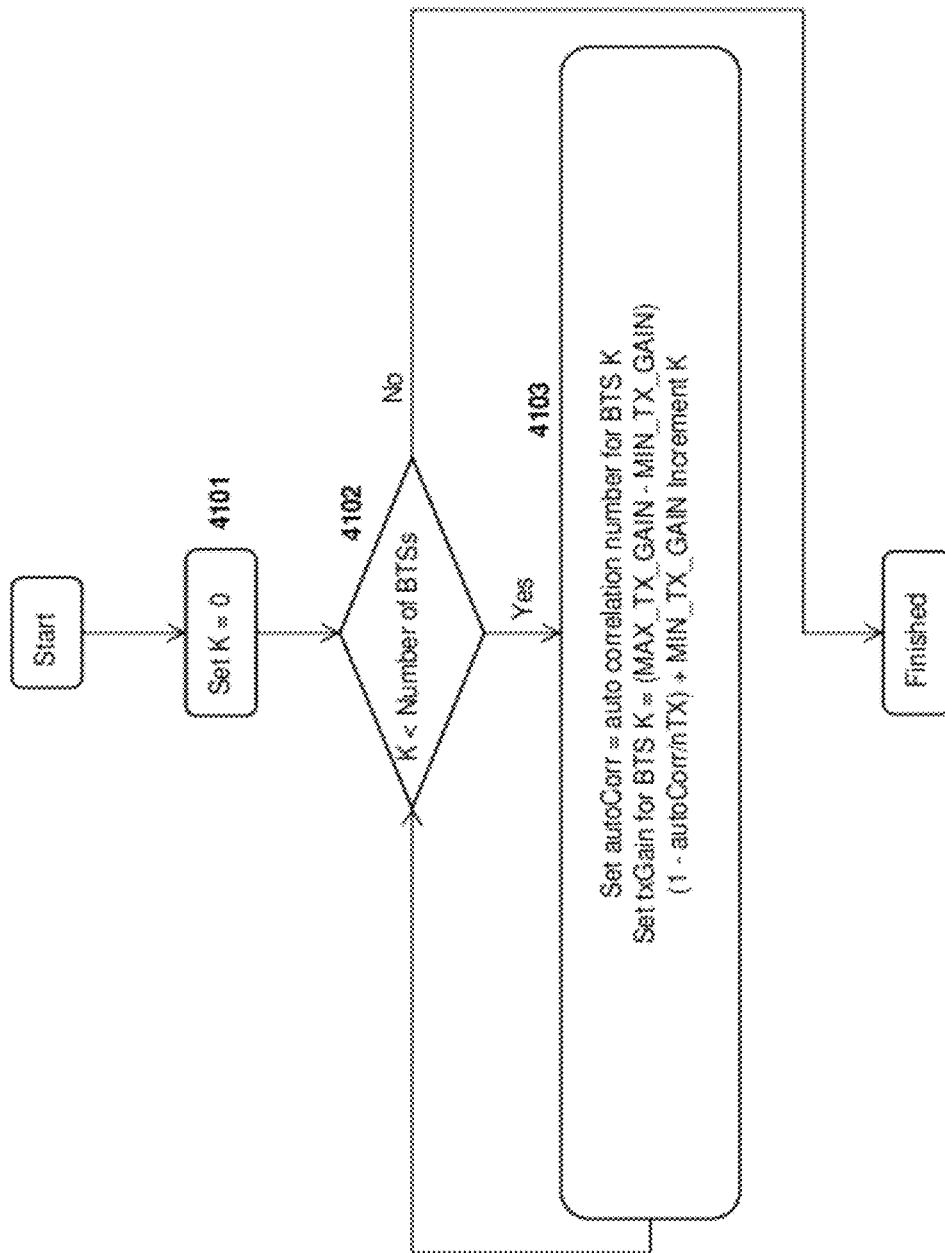 Start
Set K = 0
4101
K < Number of BTSs
4102
No
Yes
4103
Set autoCorr = auto correlation number for BTS K
Set txGain for BTS K = (MAX_TX_GAIN - MIN_TX_GAIN)
(1 - autoCorr/nTX) + MIN_TX_GAIN Increment K
Finished